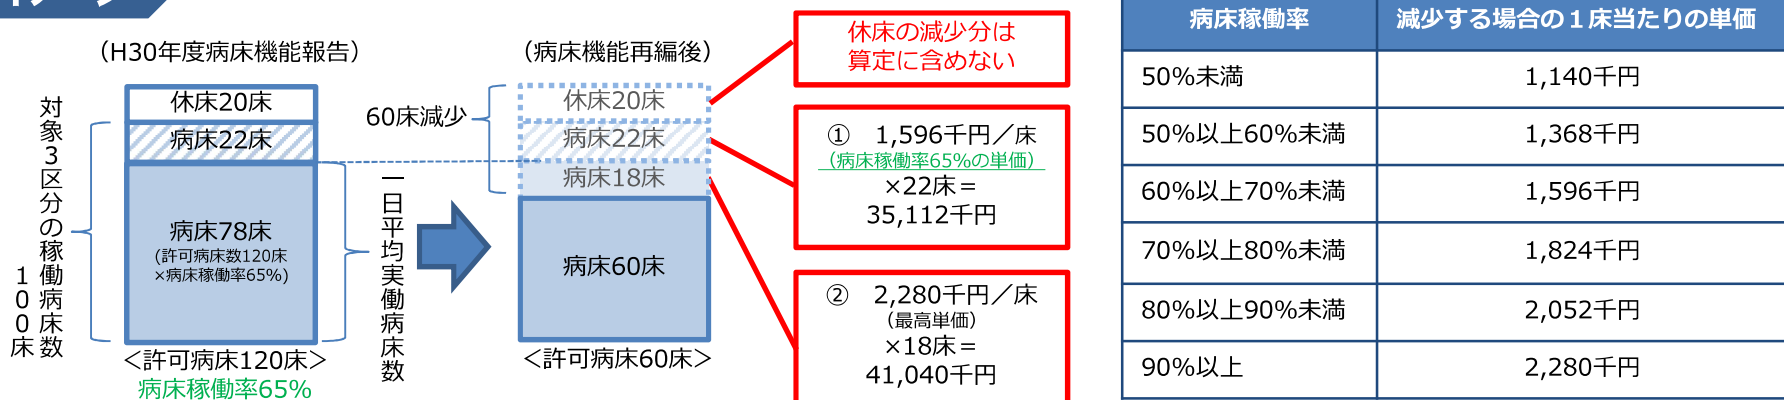 (H30年度病床機能報告)
休床20床
病床22床
病床78床
(許可病床数120床
×病床稼働率65%)
対象3区分の稼働病床数
100床
一日平均実働病床数
<許可病床120床>
病床稼働率65%
(病床機能再編後)
60床減少
休床20床
病床22床
病床18床
病床60床
<許可病床60床>
休床の減少分は
算定に含めない
① 1,596千円/床
(病床稼働率65%の単価)
×22床=
35,112千円
② 2,280千円/床
(最高単価)
×18床=
41,040千円
病床稼働率 減少する場合の1床当たりの単価
50%未満 1,140千円
50%以上60%未満 1,368千円
60%以上70%未満 1,596千円
70%以上80%未満 1,824千円
80%以上90%未満 2,052千円
90%以上 2,280千円